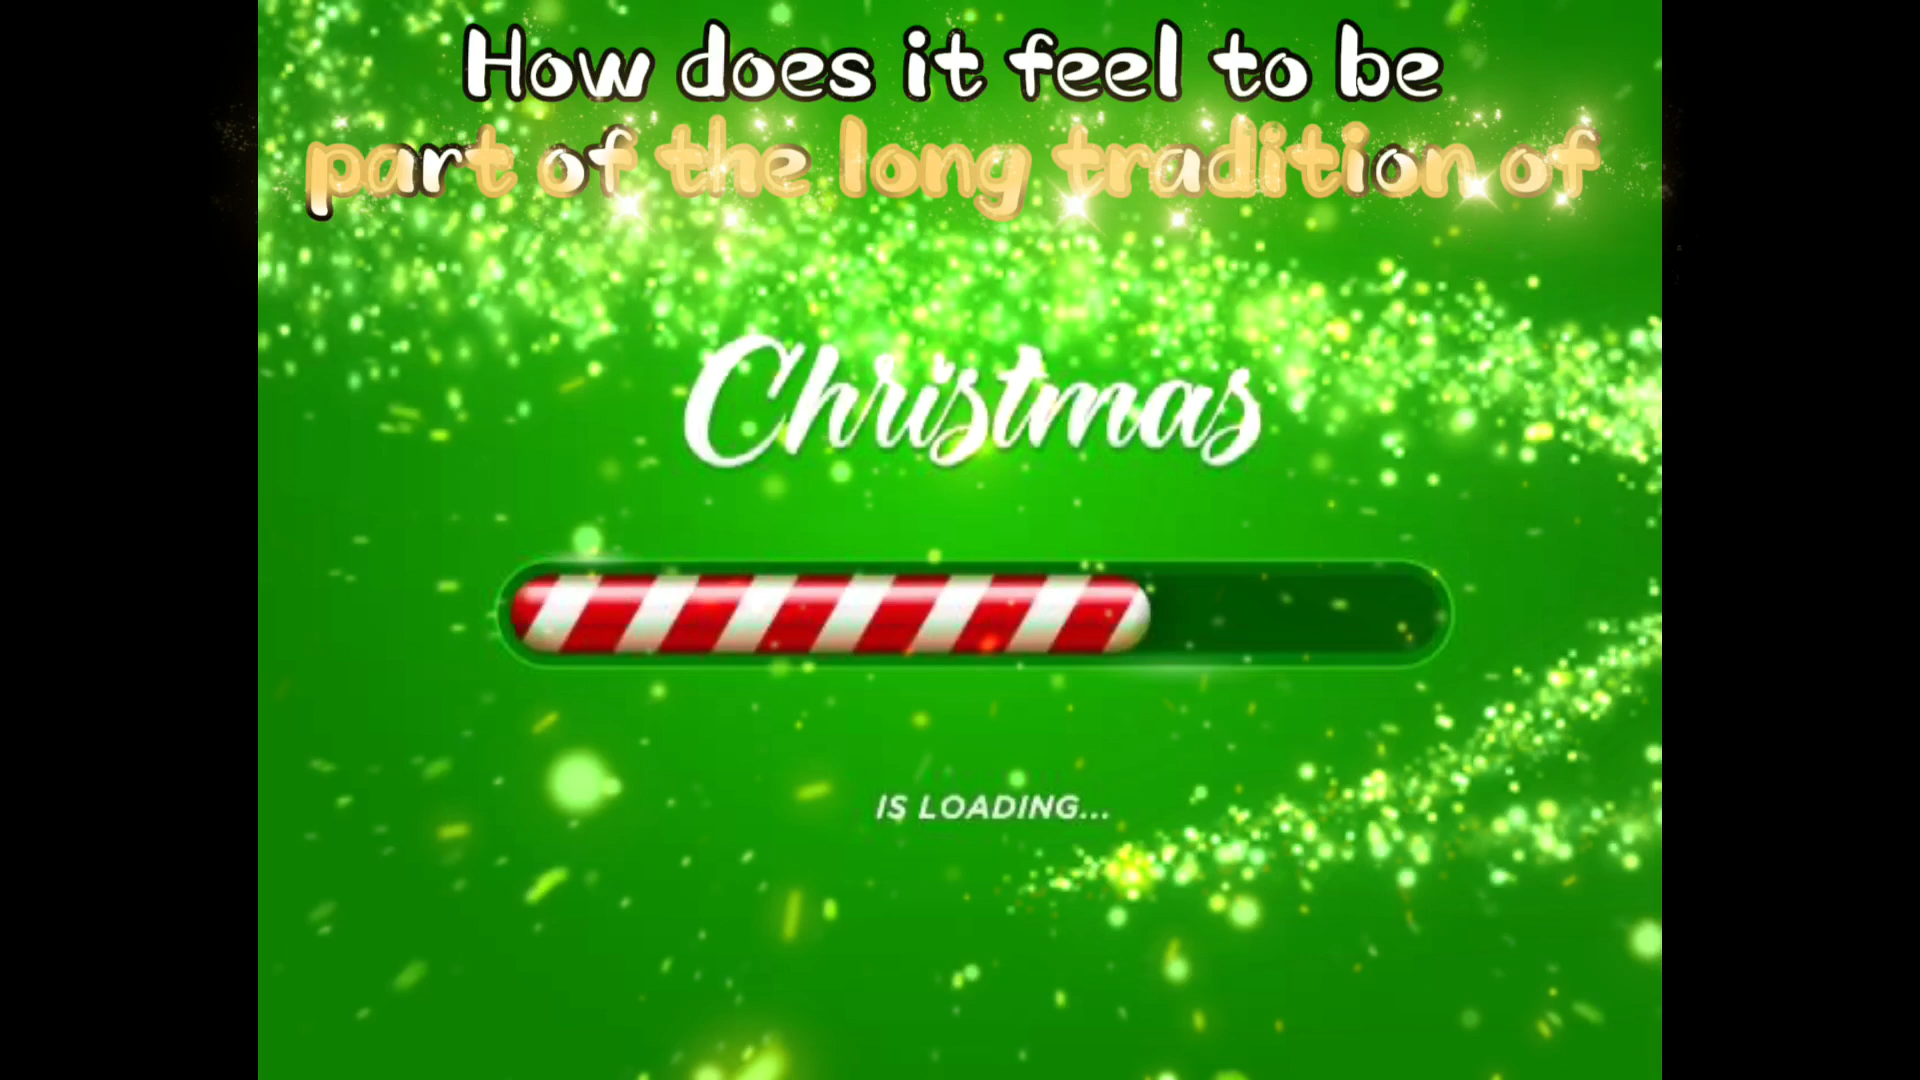 How does it feel to be
part of the long tradition of
Christmas
IS LOADING...